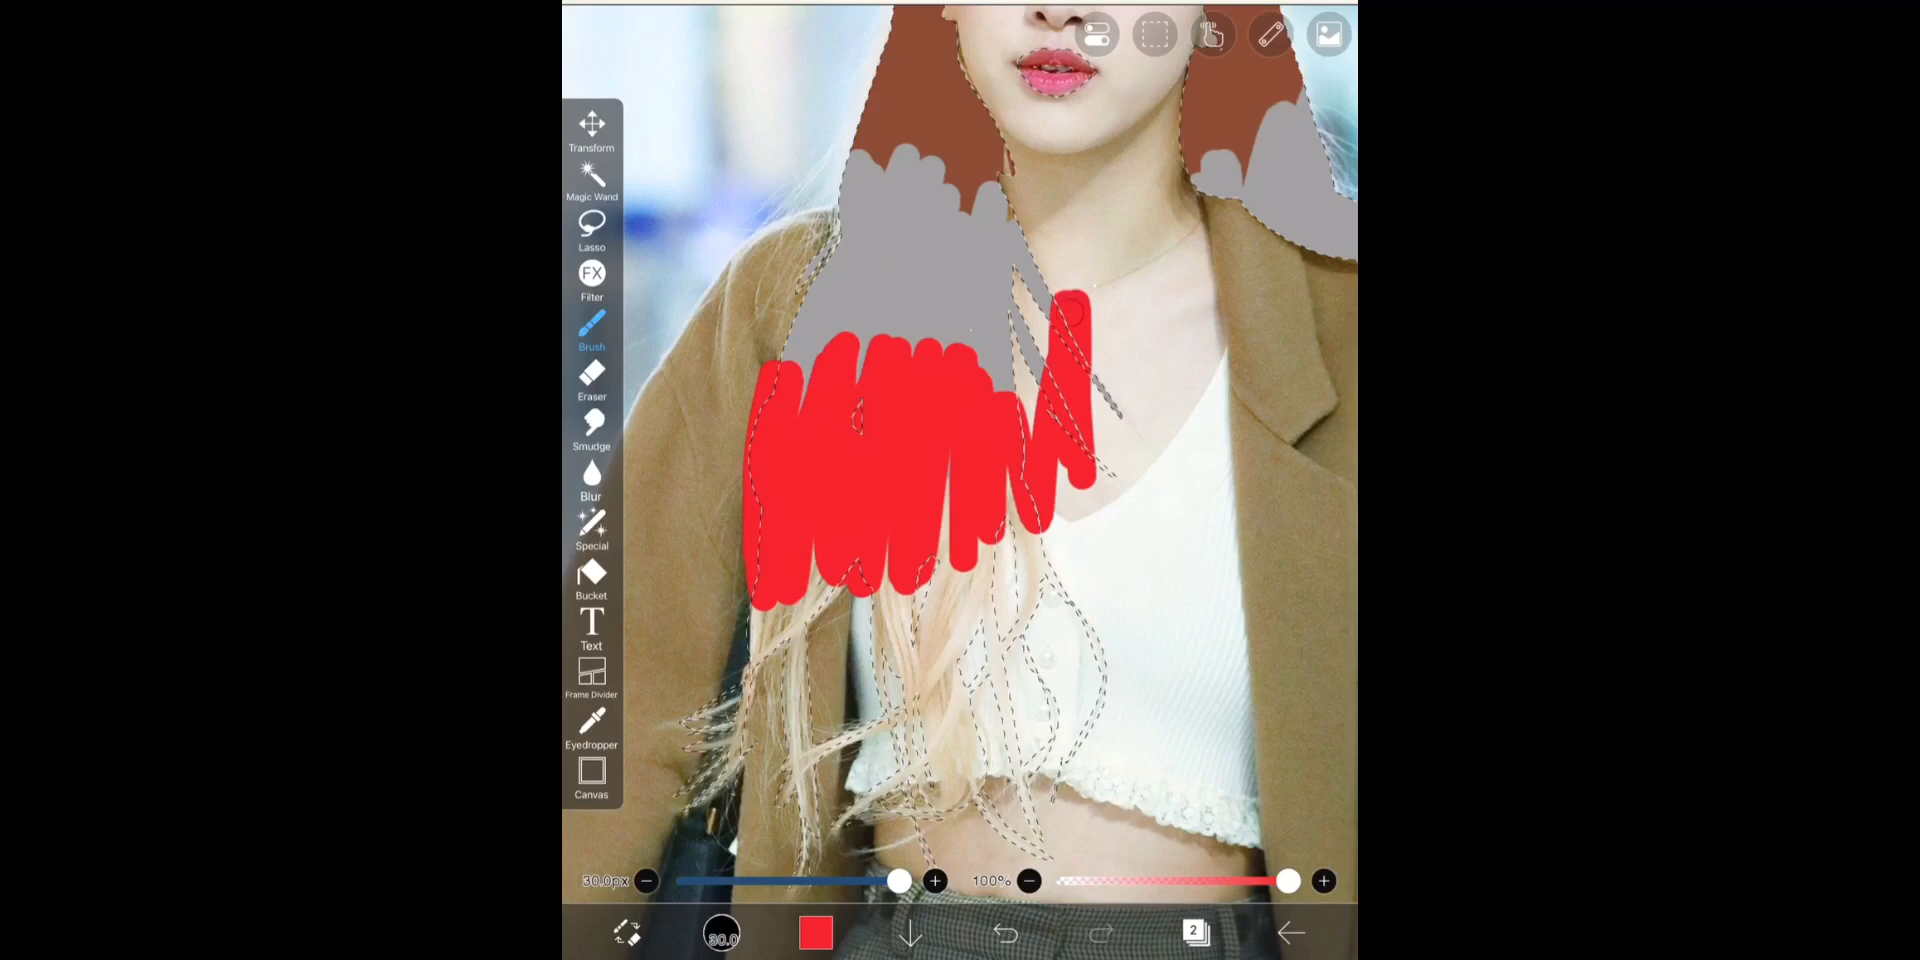 Transform
Magic Wand
Lasso
FX
Filter
Brush
Eraser
Smudge
Blur
Special
Bucket
T
Text
Frame Divider
Eyedropper
Canvas
30.0px
100%
30.0
2